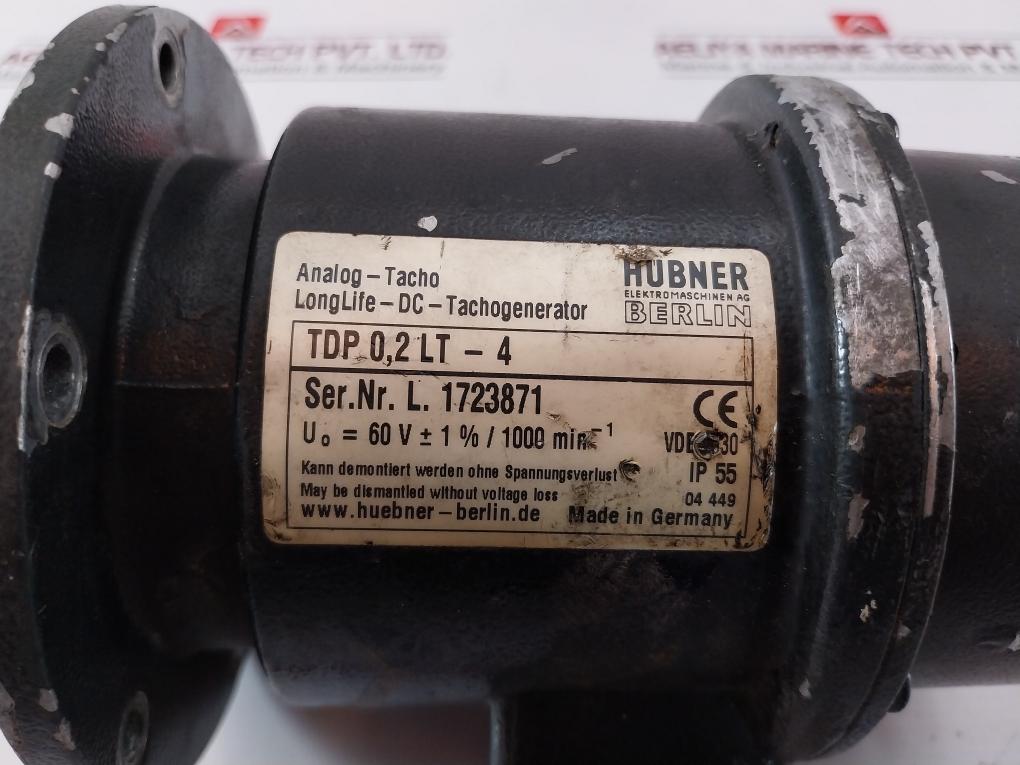 Analog – Tacho
LongLife – DC – Tachogenerator
HÜBNER
ELEKTROMASCHINEN AG
BERLIN
TDP 0,2 LT – 4
Ser.Nr. L. 1723871
U₀ = 60 V ± 1 % / 1000 min⁻¹
CE
Kann demontiert werden ohne Spannungsverlust
May be dismantled without voltage loss
IP 55
04 449
www.huebner–berlin.de
Made in Germany